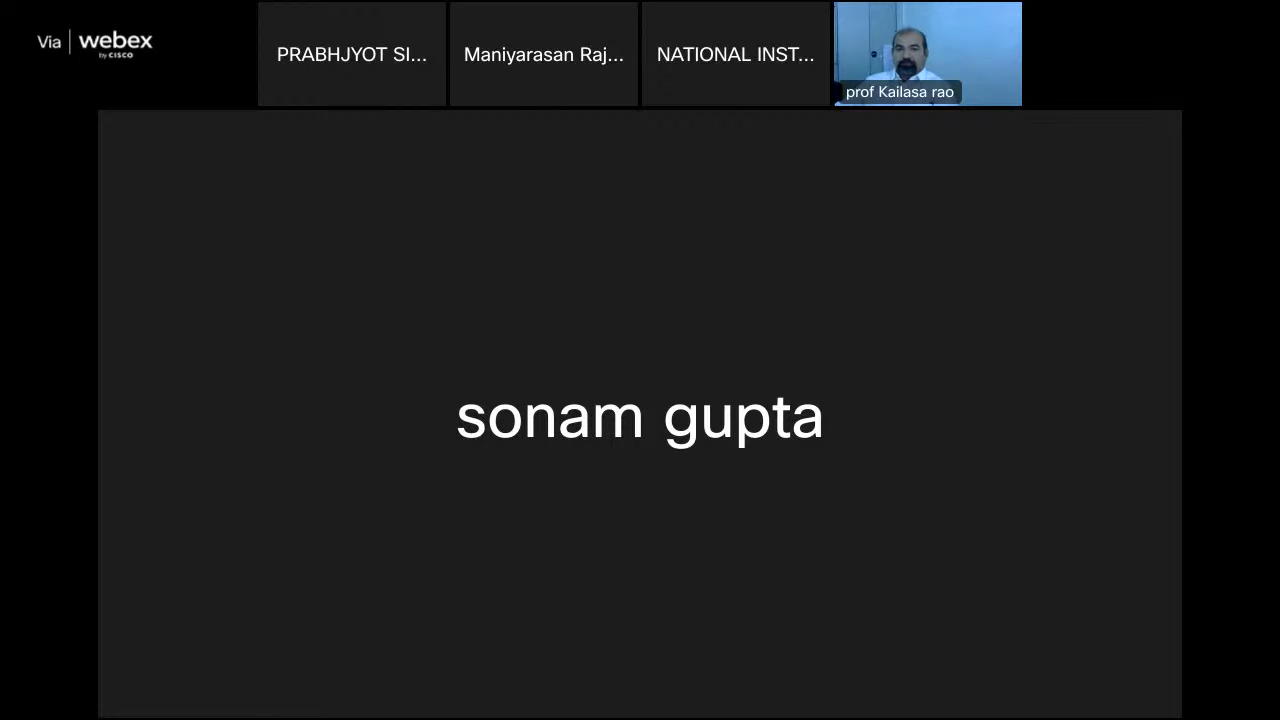 Via webex
by CISCO
PRABHJYOT SI...
Maniyarasan Raj...
NATIONAL INST...
prof Kailasa rao
sonam gupta